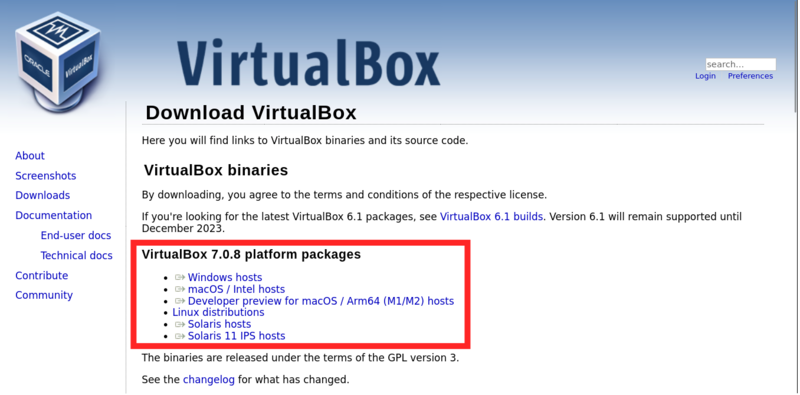 ORACLE
VirtualBox
VirtualBox
search...
Login Preferences
Download VirtualBox
Here you will find links to VirtualBox binaries and its source code.
About
Screenshots
Downloads
Documentation
End-user docs
Technical docs
Contribute
Community
VirtualBox binaries
By downloading, you agree to the terms and conditions of the respective license.
If you're looking for the latest VirtualBox 6.1 packages, see VirtualBox 6.1 builds. Version 6.1 will remain supported until
December 2023.
VirtualBox 7.0.8 platform packages
Windows hosts
macOS / Intel hosts
Developer preview for macOS / Arm64 (M1/M2) hosts
Linux distributions
Solaris hosts
Solaris 11 IPS hosts
The binaries are released under the terms of the GPL version 3.
See the changelog for what has changed.